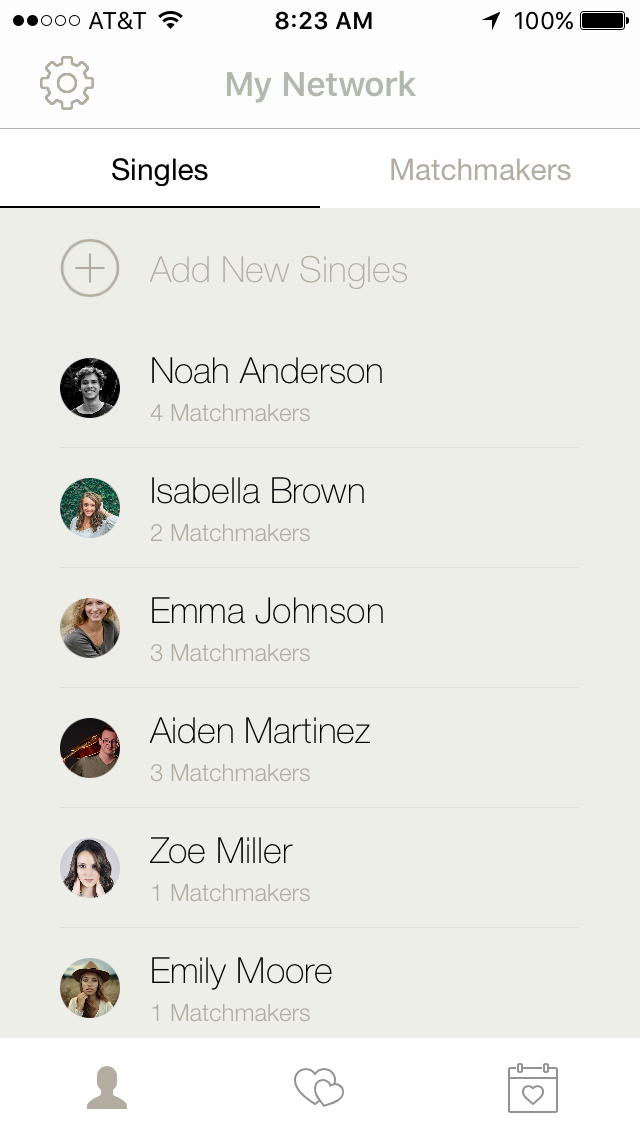 AT&T 8:23 AM 100%
My Network
Singles Matchmakers
Add New Singles
Noah Anderson
4 Matchmakers
Isabella Brown
2 Matchmakers
Emma Johnson
3 Matchmakers
Aiden Martinez
3 Matchmakers
Zoe Miller
1 Matchmakers
Emily Moore
1 Matchmakers